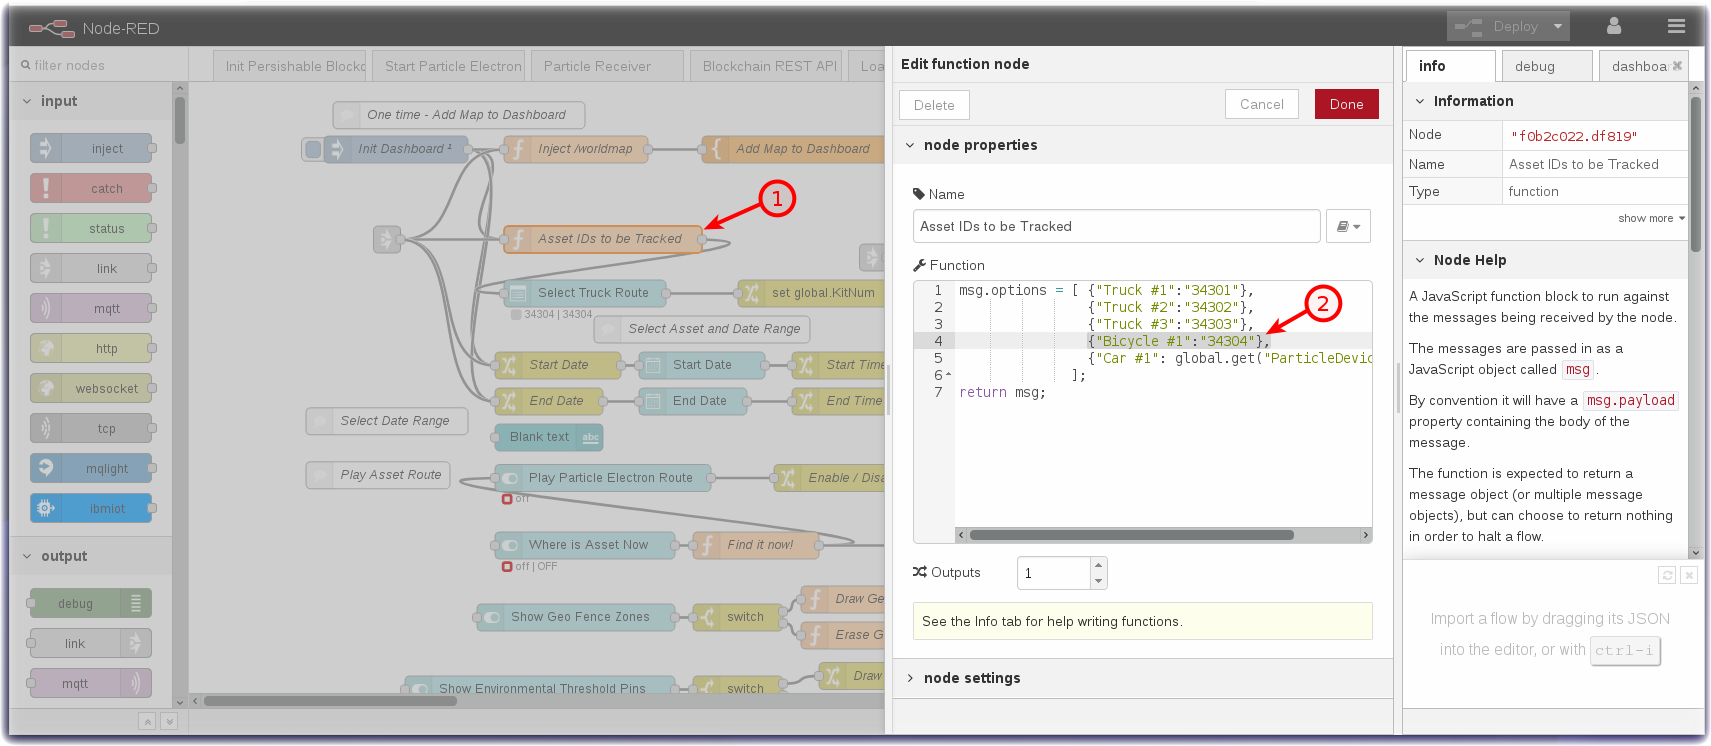 Node-RED
Deploy
filter nodes
Init Persishable Blockc
Start Particle Electron
Particle Receiver
Blockchain REST API
Loa
input
inject
catch
status
link
mqtt
http
websocket
tcp
mqlight
ibmiot
output
debug
link
mqtt
One time - Add Map to Dashboard
Init Dashboard ¹
Inject /worldmap
Add Map to Dashboard
1
Asset IDs to be Tracked
Select Truck Route
set global.KitNum
34304 | 34304
Select Asset and Date Range
Start Date
Start Date
Start Time
End Date
End Date
End Time
Select Date Range
Blank text
abc
Play Asset Route
Play Particle Electron Route
Enable / Disa
off
Where is Asset Now
Find it now!
off | OFF
Show Geo Fence Zones
switch
Draw Ge
Erase G
Show Environmental Threshold Pins
switch
Draw
Edit function node
Delete
Cancel
Done
node properties
Name
Asset IDs to be Tracked
Function
1 msg.options = [ {"Truck #1":"34301"},
2 {"Truck #2":"34302"},
3 {"Truck #3":"34303"},
4 {"Bicycle #1":"34304"},
5 {"Car #1": global.get("ParticleDevic
6 ];
7 return msg;
2
Outputs
1
See the Info tab for help writing functions.
node settings
info
debug
dashboa
Information
Node "f0b2c022.df819"
Name Asset IDs to be Tracked
Type function
show more
Node Help
A JavaScript function block to run against
the messages being received by the node.
The messages are passed in as a
JavaScript object called msg .
By convention it will have a msg.payload
property containing the body of the
message.
The function is expected to return a
message object (or multiple message
objects), but can choose to return nothing
in order to halt a flow.
Import a flow by dragging its JSON
into the editor, or with ctrl-i